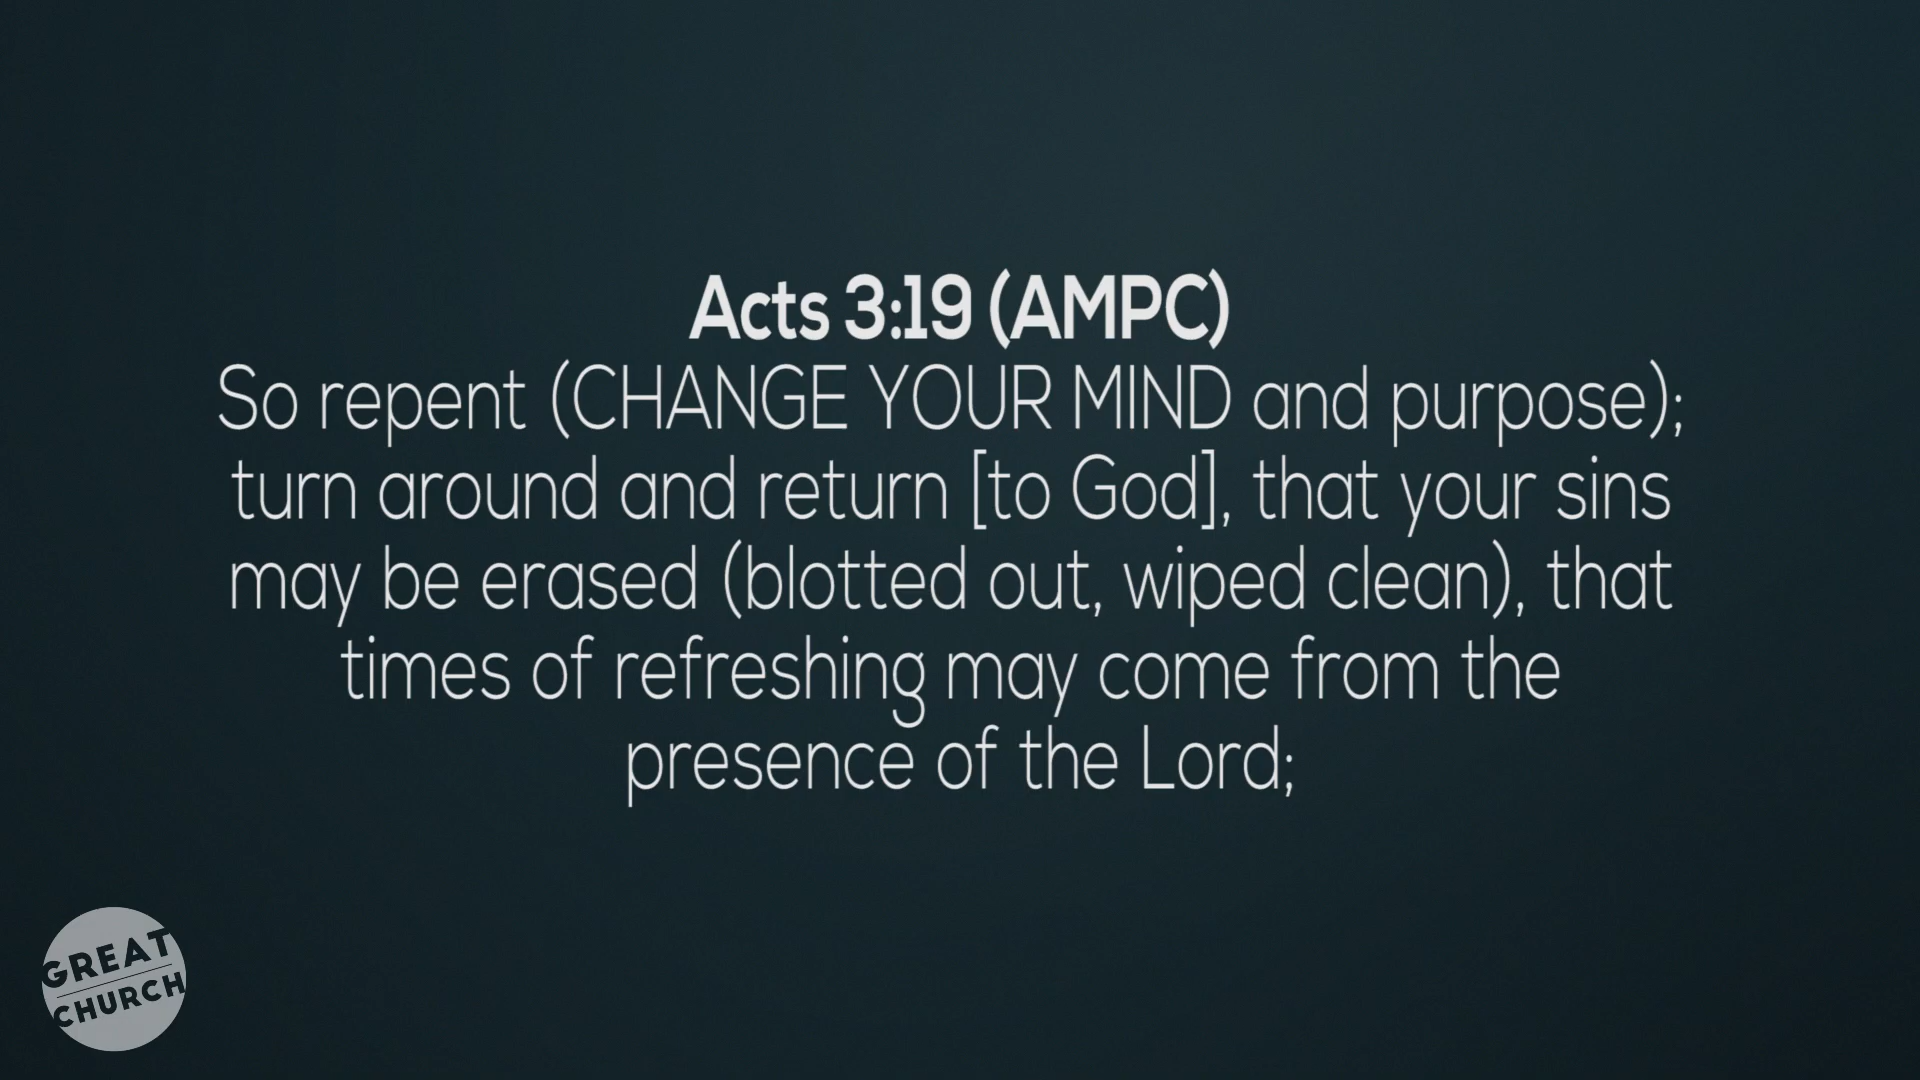 Acts 3:19 (AMPC)
So repent (CHANGE YOUR MIND and purpose);
turn around and return [to God], that your sins
may be erased (blotted out, wiped clean), that
times of refreshing may come from the
presence of the Lord;
GREAT
CHURCH